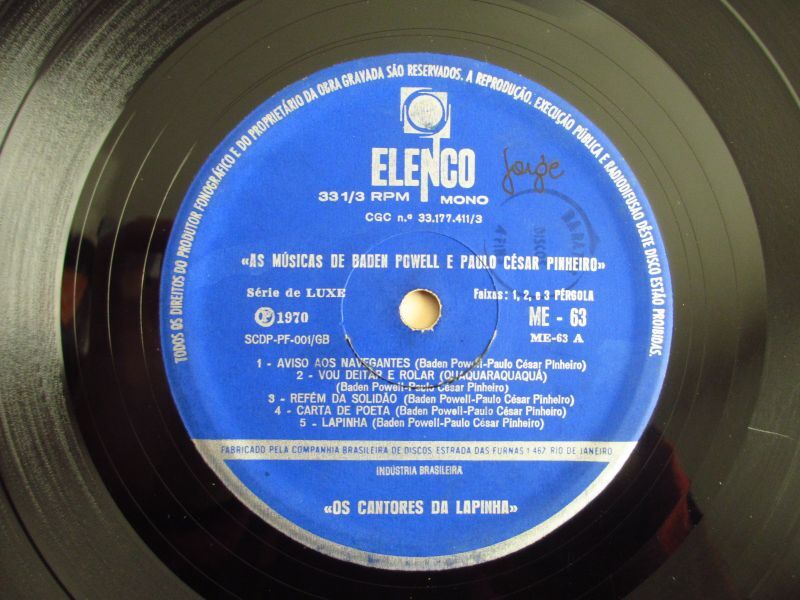 TODOS OS DIREITOS DO PRODUTOR FONOGRÁFICO E DO PROPRIETÁRIO DA OBRA GRAVADA SÃO RESERVADOS. A REPRODUÇÃO, EXECUÇÃO PÚBLICA E RADIODIFUSÃO DÊSTE DISCO ESTÃO PROIBIDAS.
ELENCO
Jorge
33 1/3 RPM MONO
CGC n.º 33.177.411/3
«AS MÚSICAS DE BADEN POWELL E PAULO CÉSAR PINHEIRO»
Série de LUXE Faixas: 1, 2, e 3 PÉRGOLA
℗ 1970 ME - 63
SCDP-PF-001/GB ME-63 A
1 - AVISO AOS NAVEGANTES (Baden Powell-Paulo César Pinheiro)
2 - VOU DEITAR E ROLAR (QUAQUARAQUAQUÁ)
(Baden Powell-Paulo César Pinheiro)
3 - REFÉM DA SOLIDÃO (Baden Powell-Paulo César Pinheiro)
4 - CARTA DE POETA (Baden Powell-Paulo César Pinheiro)
5 - LAPINHA (Baden Powell-Paulo César Pinheiro)
FABRICADO PELA COMPANHIA BRASILEIRA DE DISCOS ESTRADA DAS FURNAS 1 467 RIO DE JANEIRO
INDÚSTRIA BRASILEIRA
«OS CANTORES DA LAPINHA»